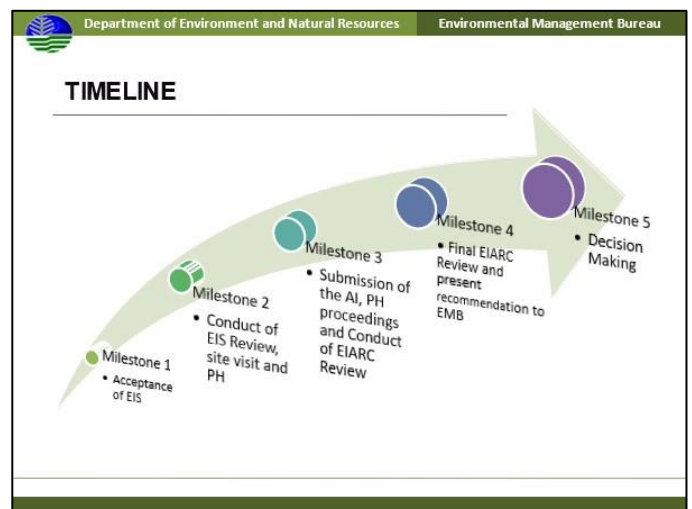 Department of Environment and Natural Resources
Environmental Management Bureau
TIMELINE
Milestone 1
• Acceptance
of EIS
Milestone 2
• Conduct of
EIS Review,
site visit and
PH
Milestone 3
• Submission of
the AI, PH
proceedings
and Conduct
of EIARC
Review
Milestone 4
• Final EIARC
Review and
present
recommendation to
EMB
Milestone 5
• Decision
Making